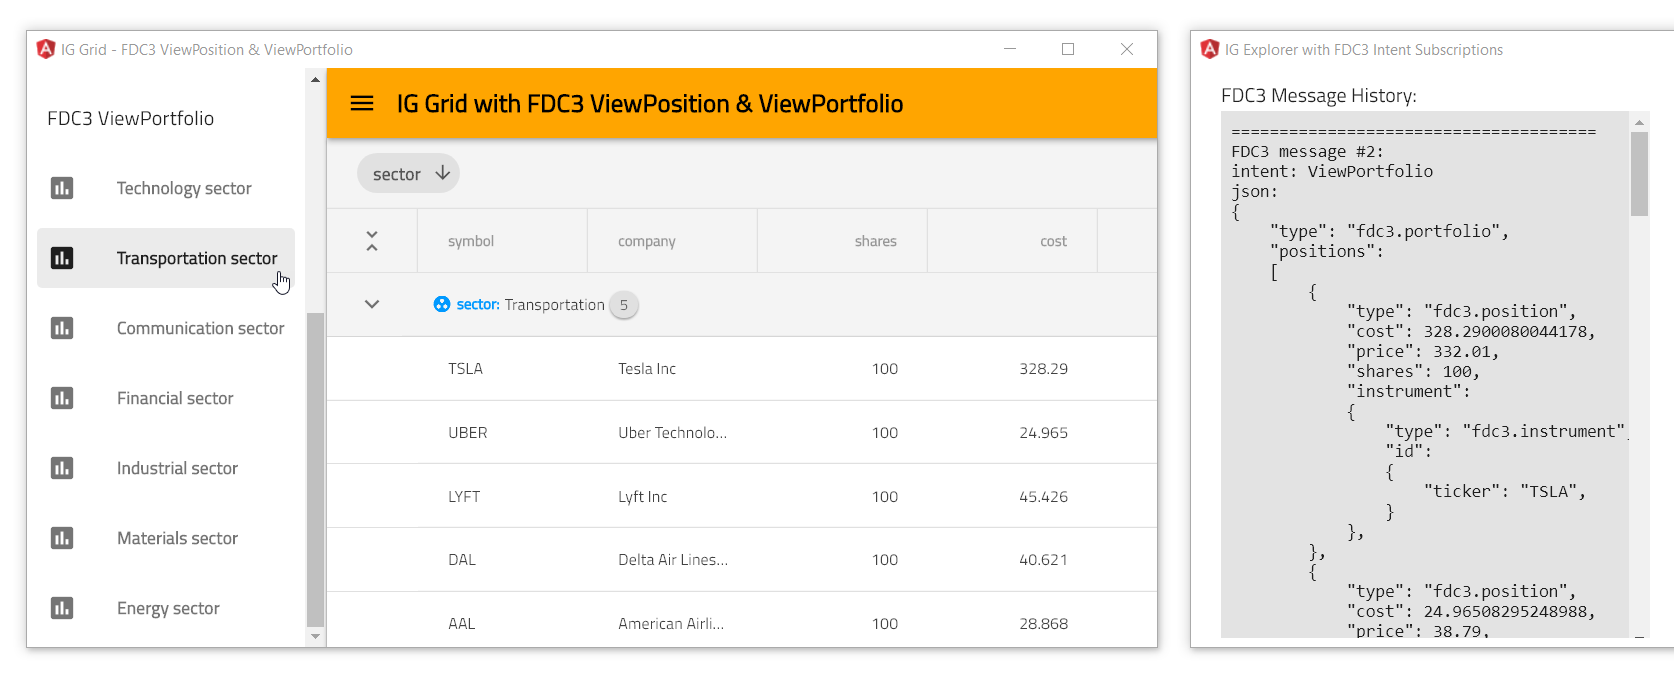 IG Grid - FDC3 ViewPosition & ViewPortfolio
FDC3 ViewPortfolio
Technology sector
Transportation sector
Communication sector
Financial sector
Industrial sector
Materials sector
Energy sector
IG Grid with FDC3 ViewPosition & ViewPortfolio
sector
symbol company shares cost
sector: Transportation 5
TSLA Tesla Inc 100 328.29
UBER Uber Technolo... 100 24.965
LYFT Lyft Inc 100 45.426
DAL Delta Air Lines... 100 40.621
AAL American Airli... 100 28.868
IG Explorer with FDC3 Intent Subscriptions
FDC3 Message History:
======================================
FDC3 message #2:
intent: ViewPortfolio
json:
{
"type": "fdc3.portfolio",
"positions":
[
{
"type": "fdc3.position",
"cost": 328.2900080044178,
"price": 332.01,
"shares": 100,
"instrument":
{
"type": "fdc3.instrument",
"id":
{
"ticker": "TSLA",
}
},
},
{
"type": "fdc3.position",
"cost": 24.96508295248988,
"price": 38.79,